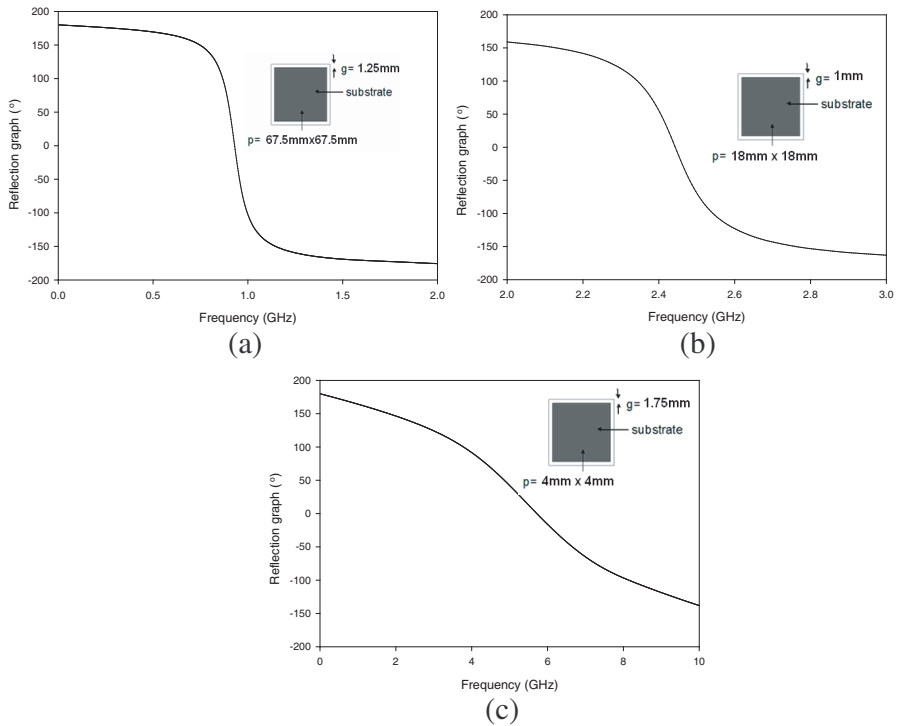 200
150
100
50
0
-50
-100
-150
-200
Reflection graph (°)
g= 1.25mm
substrate
p= 67.5mmx67.5mm
0.0 0.5 1.0 1.5 2.0
Frequency (GHz)
(a)
200
150
100
50
0
-50
-100
-150
-200
Reflection graph (°)
g= 1mm
substrate
p= 18mm x 18mm
2.0 2.2 2.4 2.6 2.8 3.0
Frequency (GHz)
(b)
200
150
100
50
0
-50
-100
-150
-200
Reflection graph (°)
g= 1.75mm
substrate
p= 4mm x 4mm
0 2 4 6 8 10
Frequency (GHz)
(c)